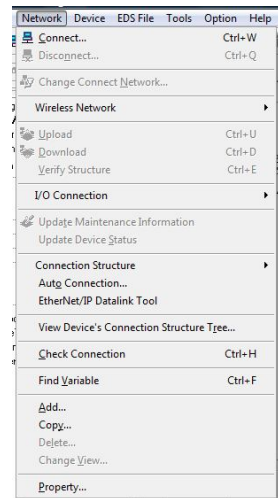 Network Device EDS File Tools Option Help
Connect... Ctrl+W
Disconnect... Ctrl+Q
Change Connect Network...
Wireless Network
Upload Ctrl+U
Download Ctrl+D
Verify Structure Ctrl+E
I/O Connection
Update Maintenance Information
Update Device Status
Connection Structure
Auto Connection...
EtherNet/IP Datalink Tool
View Device's Connection Structure Tree...
Check Connection Ctrl+H
Find Variable Ctrl+F
Add...
Copy...
Delete...
Change View...
Property...